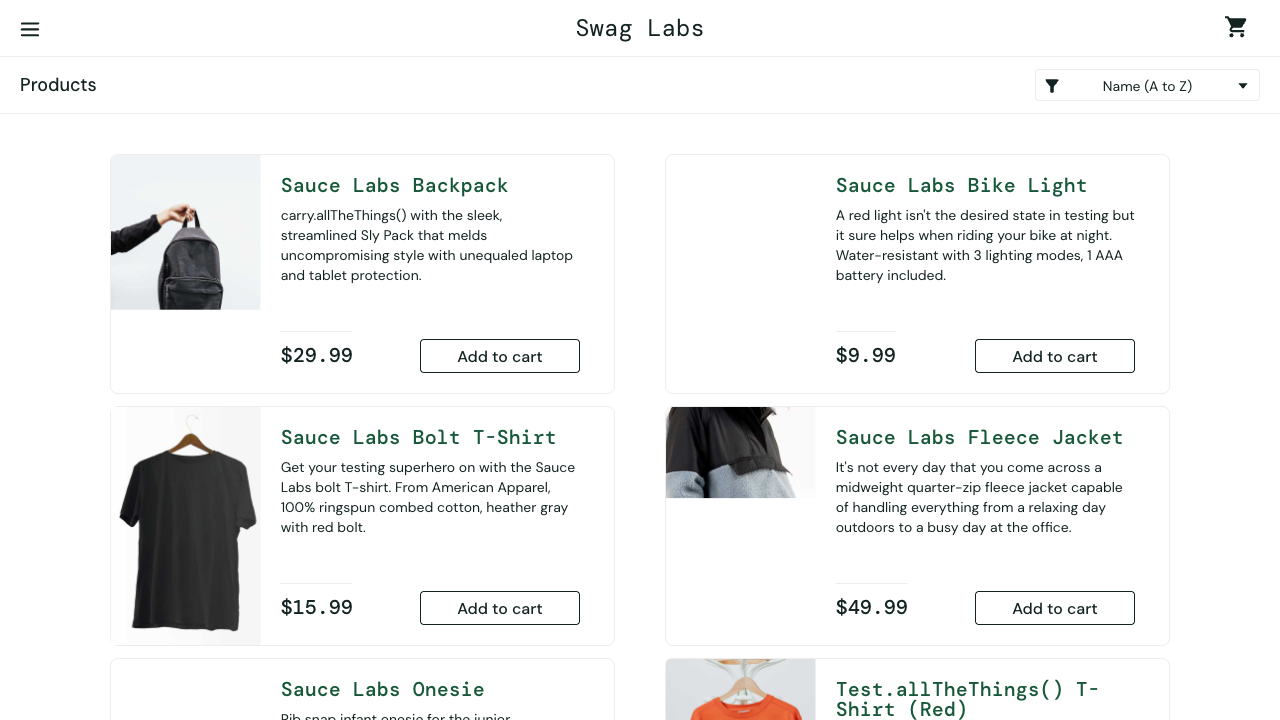 Swag Labs
Products
Name (A to Z)
Sauce Labs Backpack
carry.allTheThings() with the sleek,
streamlined Sly Pack that melds
uncompromising style with unequaled laptop
and tablet protection.
$29.99
Add to cart
Sauce Labs Bike Light
A red light isn't the desired state in testing but
it sure helps when riding your bike at night.
Water-resistant with 3 lighting modes, 1 AAA
battery included.
$9.99
Add to cart
Sauce Labs Bolt T-Shirt
Get your testing superhero on with the Sauce
Labs bolt T-shirt. From American Apparel,
100% ringspun combed cotton, heather gray
with red bolt.
$15.99
Add to cart
Sauce Labs Fleece Jacket
It's not every day that you come across a
midweight quarter-zip fleece jacket capable
of handling everything from a relaxing day
outdoors to a busy day at the office.
$49.99
Add to cart
Sauce Labs Onesie
Rib snap infant onesie for the junior
Test.allTheThings() T-
Shirt (Red)